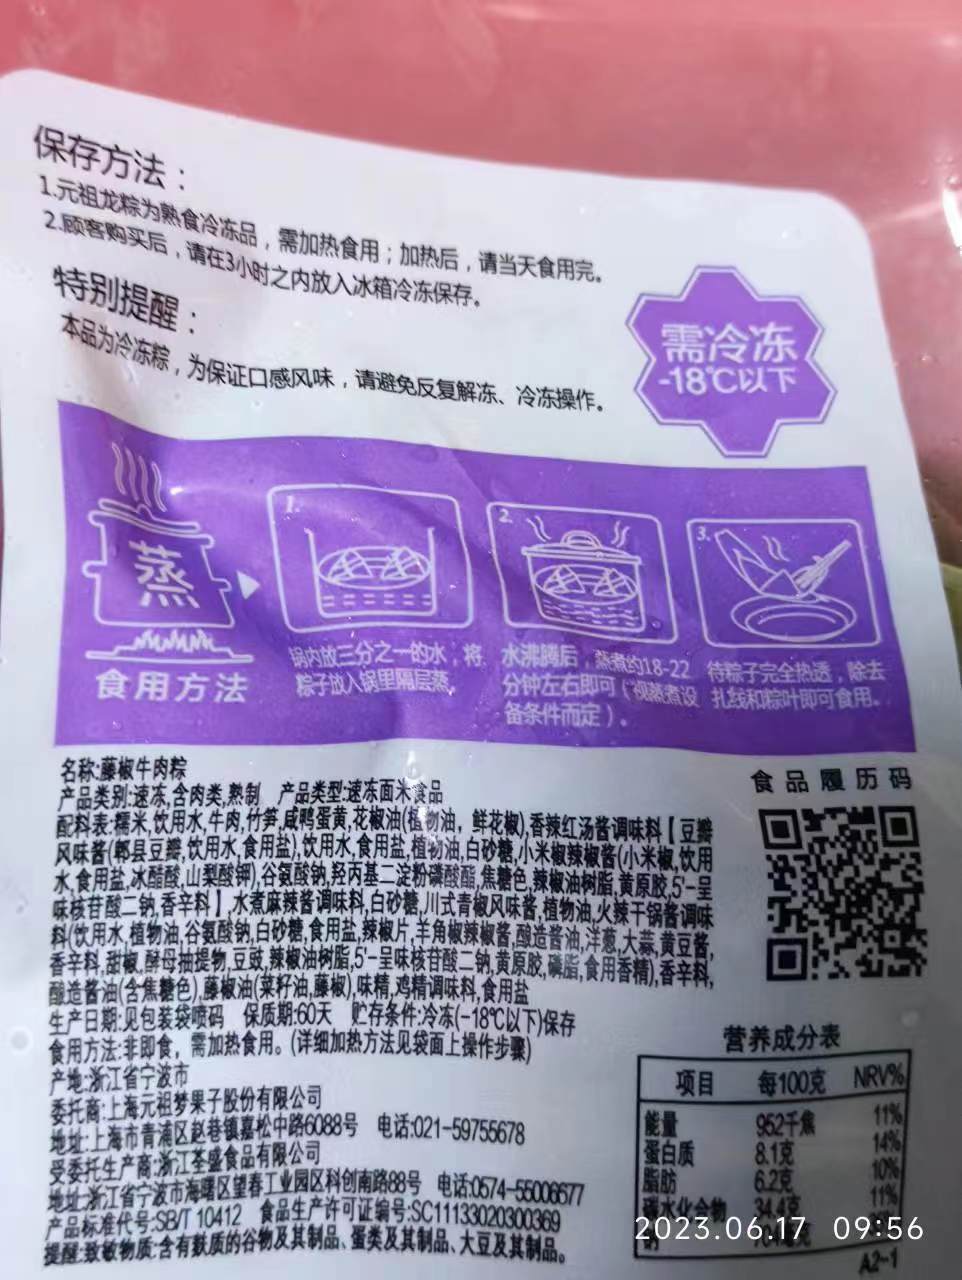 保存方法：
1.元祖龙粽为熟食冷冻品，需加热食用；加热后，请当天食用完。
2.顾客购买后，请在3小时之内放入冰箱冷冻保存。
特别提醒：
本品为冷冻粽，为保证口感风味，请避免反复解冻、冷冻操作。
需冷冻
-18℃以下
蒸
食用方法
1.
锅内放三分之一的水，将
粽子放入锅里隔层蒸，
2.
水沸腾后，蒸煮约18-22
分钟左右即可（视蒸煮设
备条件而定）。
3.
待粽子完全热透，除去
扎线和粽叶即可食用。
名称:藤椒牛肉粽
产品类别:速冻,含肉类,熟制 产品类型:速冻面米食品
配料表:糯米,饮用水,牛肉,竹笋,咸鸭蛋黄,花椒油(植物油，鲜花椒),香辣红汤酱调味料【豆瓣
风味酱(郫县豆瓣,饮用水,食用盐),饮用水,食用盐,植物油,白砂糖,小米椒辣椒酱(小米椒,饮用
水,食用盐,冰醋酸,山梨酸钾),谷氨酸钠,羟丙基二淀粉磷酸酯,焦糖色,辣椒油树脂,黄原胶,5'-呈
味核苷酸二钠,香辛料】,水煮麻辣酱调味料,白砂糖,川式青椒风味酱,植物油,火辣干锅酱调味
料(饮用水,植物油,谷氨酸钠,白砂糖,食用盐,辣椒片,羊角椒辣椒酱,酿造酱油,洋葱,大蒜,黄豆酱,
香辛料,甜椒,酵母抽提物,豆豉,辣椒油树脂,5'-呈味核苷酸二钠,黄原胶,磷脂,食用香精),香辛料,
酿造酱油(含焦糖色),藤椒油(菜籽油,藤椒),味精,鸡精调味料,食用盐
生产日期:见包装袋喷码 保质期:60天 贮存条件:冷冻(-18℃以下)保存
食用方法:非即食，需加热食用。(详细加热方法见袋面上操作步骤)
产地:浙江省宁波市
委托商:上海元祖梦果子股份有限公司
地址:上海市青浦区赵巷镇嘉松中路6088号 电话:021-59755678
受委托生产商:浙江荃盛食品有限公司
地址:浙江省宁波市海曙区望春工业园区科创南路88号 电话:0574-55006677
产品标准代号:SB/T 10412 食品生产许可证编号:SC11133020300369
提醒:致敏物质:含有麸质的谷物及其制品、蛋类及其制品、大豆及其制品。
食品履历码
营养成分表
项目 每100克 NRV%
能量 952千焦 11%
蛋白质 8.1克 14%
脂肪 6.2克 10%
碳水化合物 34.4克 11%
钠
2023.06.17 09:56
A2-1